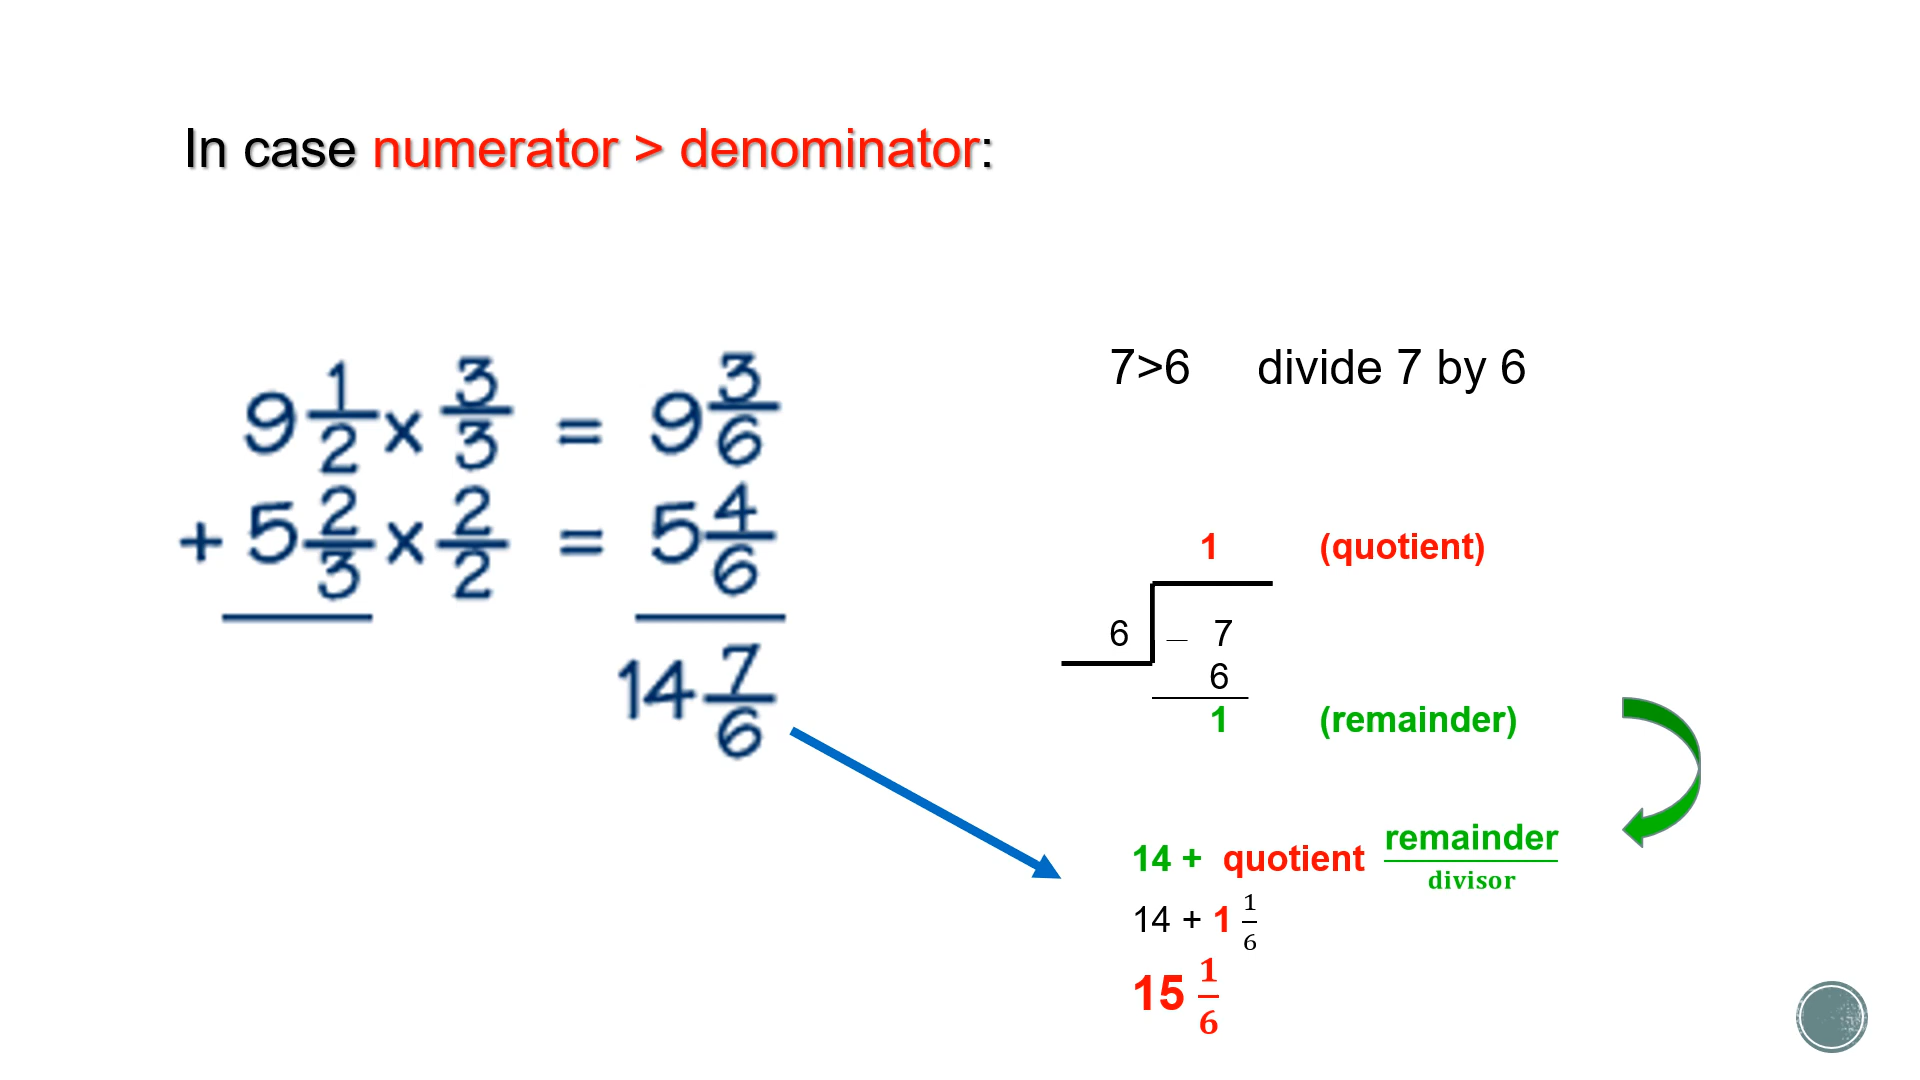 In case numerator > denominator:
9 1/2 x 3/3 = 9 3/6
+ 5 2/3 x 2/2 = 5 4/6
14 7/6
7>6 divide 7 by 6
1 (quotient)
6 – 7
6
1 (remainder)
14 + quotient remainder/divisor
14 + 1 1/6
15 1/6